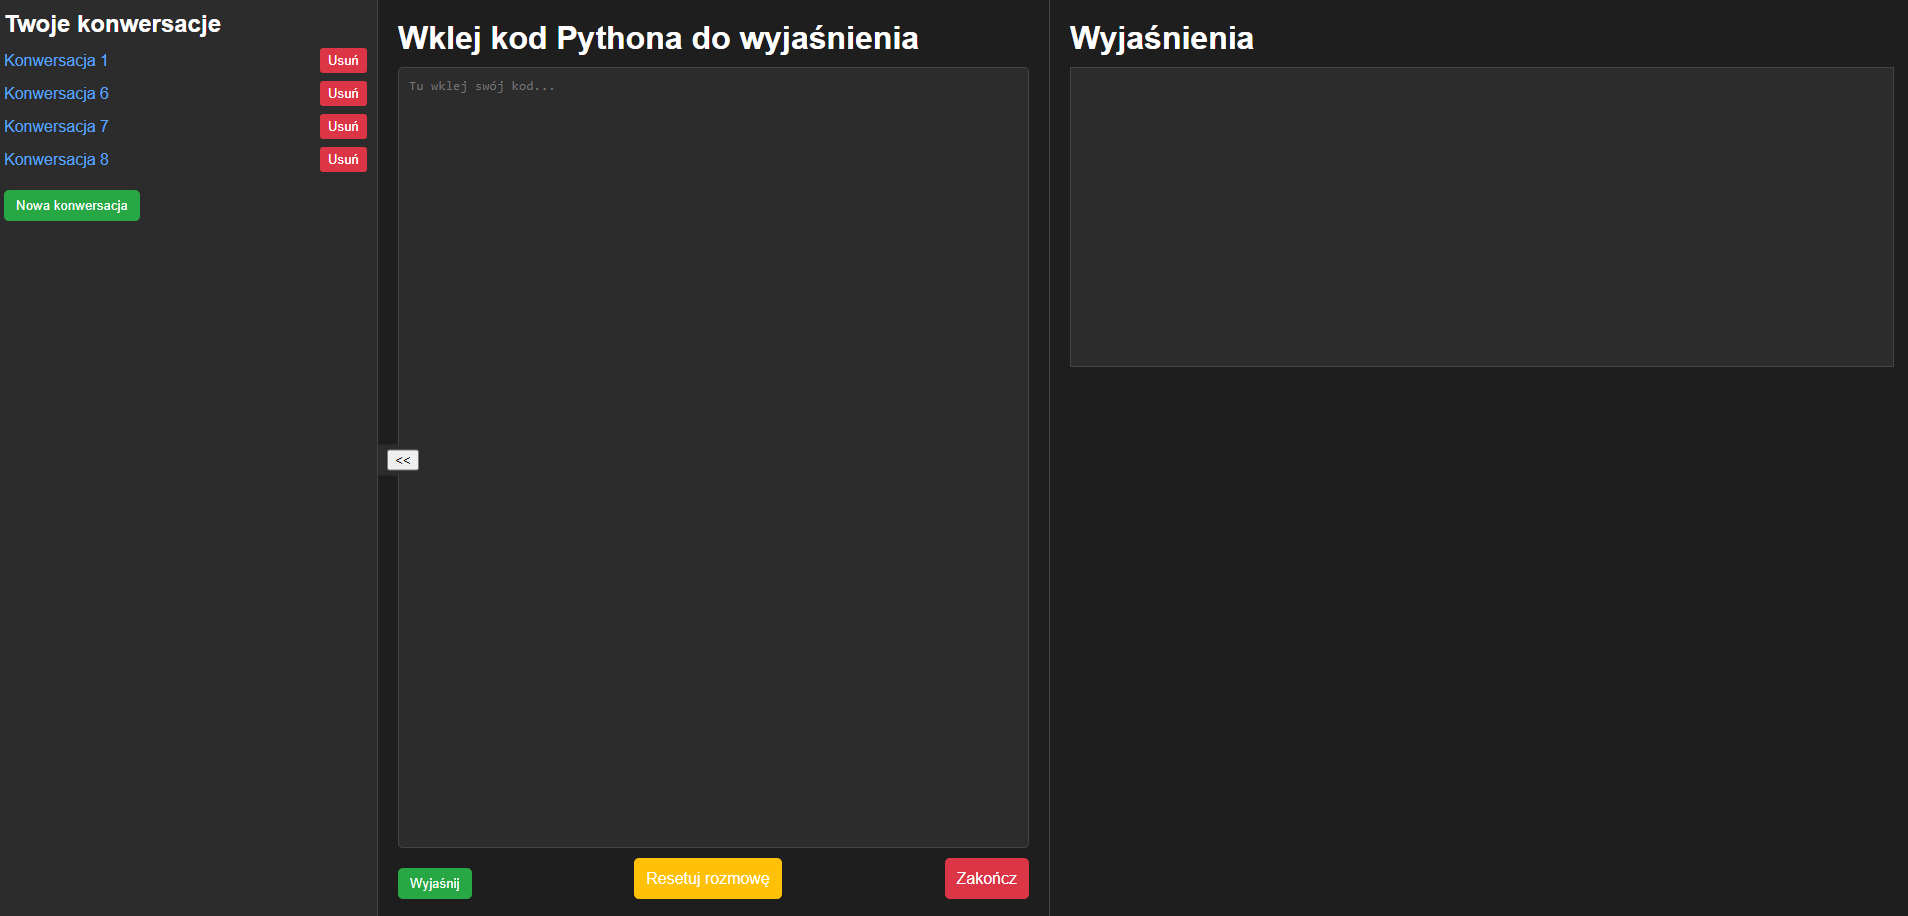 Twoje konwersacje
Konwersacja 1 Usuń
Konwersacja 6 Usuń
Konwersacja 7 Usuń
Konwersacja 8 Usuń
Nowa konwersacja
Wklej kod Pythona do wyjaśnienia
Tu wklej swój kod...
<<
Wyjaśnij Resetuj rozmowę Zakończ
Wyjaśnienia